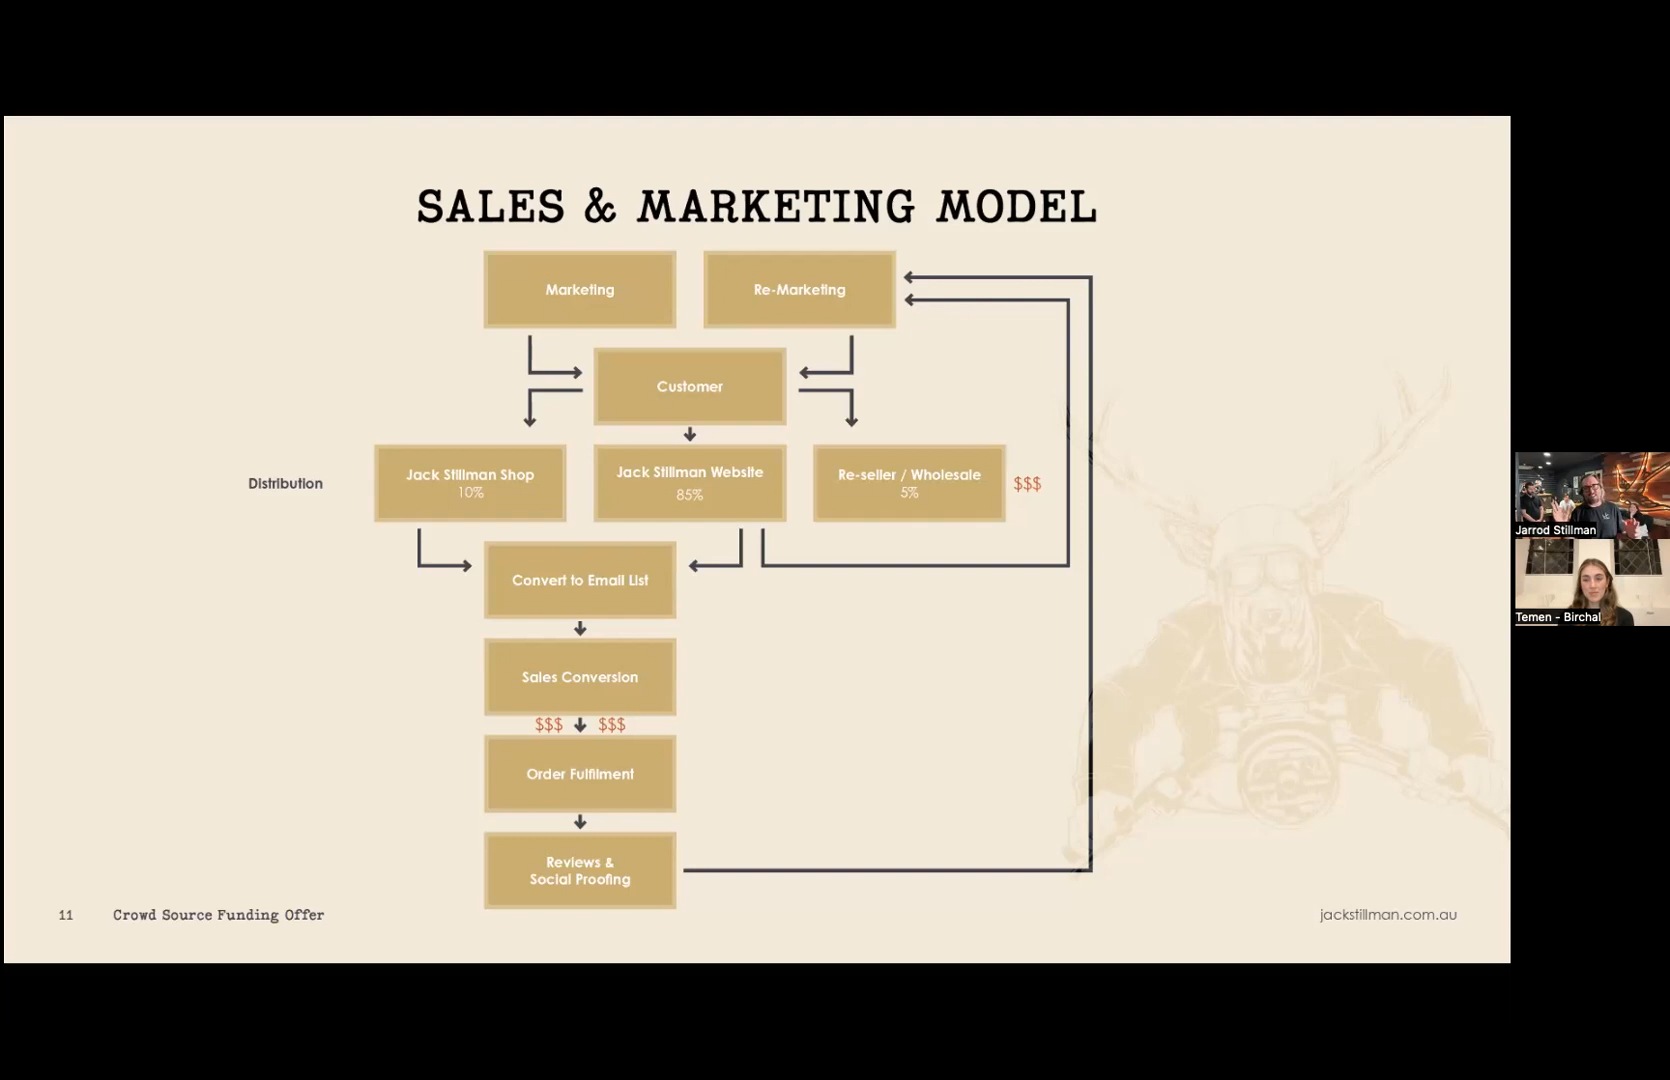 SALES & MARKETING MODEL
Marketing
Re-Marketing
Customer
Distribution
Jack Stillman Shop
10%
Jack Stillman Website
85%
Re-seller / Wholesale
5%
$$$
Convert to Email List
Sales Conversion
$$$ $$$
Order Fulfilment
Reviews &
Social Proofing
11 Crowd Source Funding Offer
jackstillman.com.au
Jarrod Stillman
Temen - Birchal